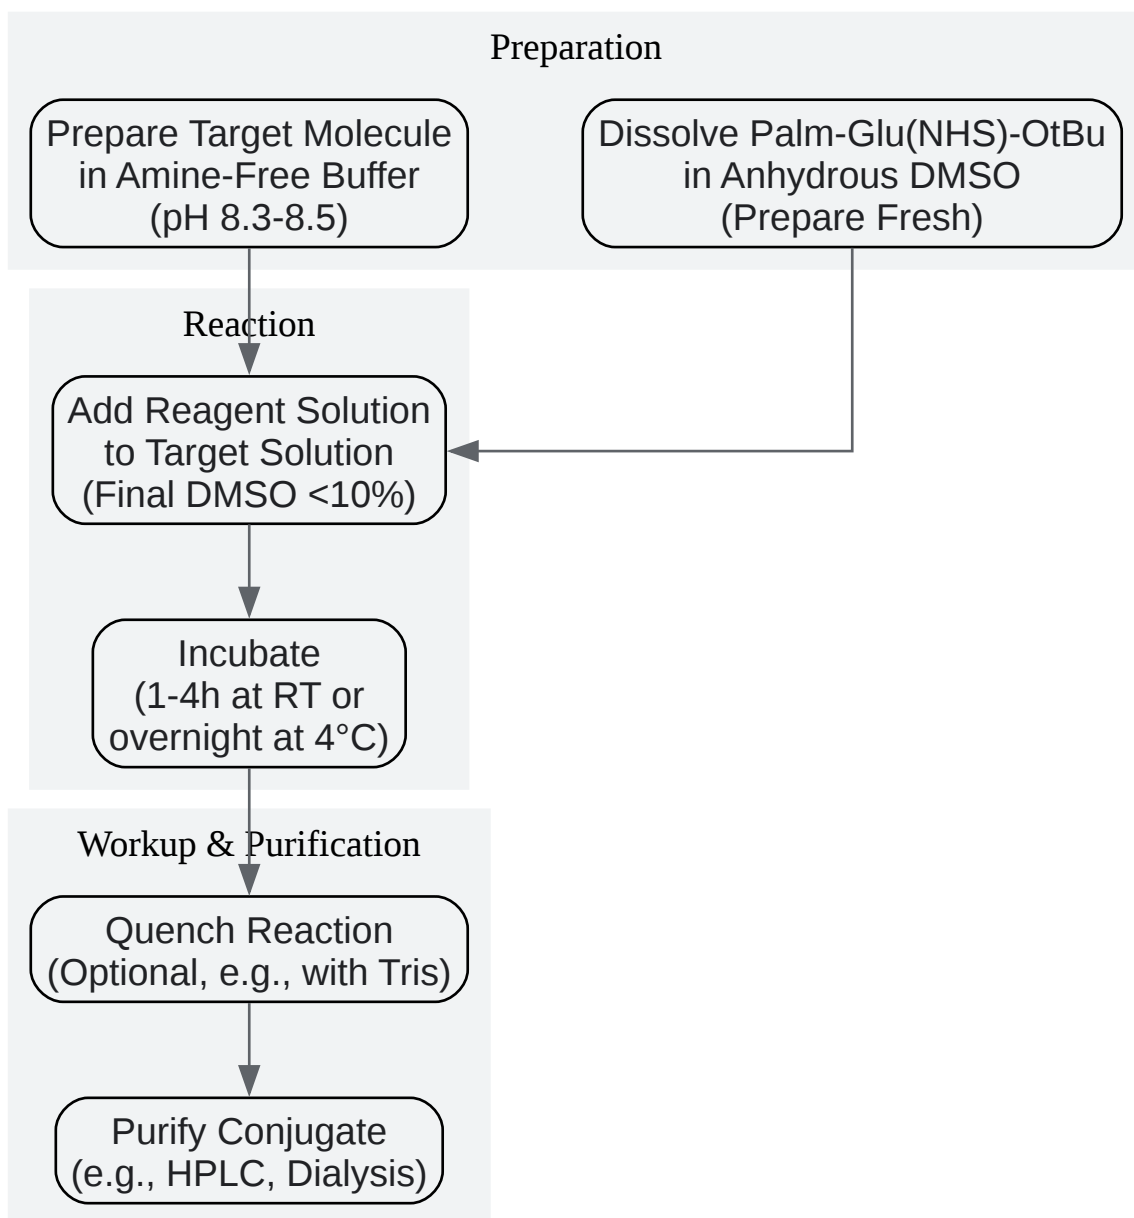 Preparation
Prepare Target Molecule
in Amine-Free Buffer
(pH 8.3-8.5)
Dissolve Palm-Glu(NHS)-OtBu
in Anhydrous DMSO
(Prepare Fresh)
Reaction
Add Reagent Solution
to Target Solution
(Final DMSO <10%)
Incubate
(1-4h at RT or
overnight at 4°C)
Workup & Purification
Quench Reaction
(Optional, e.g., with Tris)
Purify Conjugate
(e.g., HPLC, Dialysis)